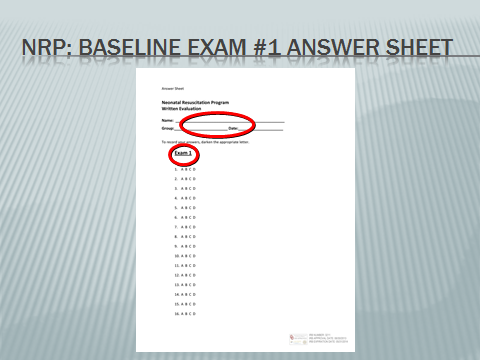 NRP: BASELINE EXAM #1 ANSWER SHEET
Answer Sheet
Neonatal Resuscitation Program
Written Evaluation
Name:
Group: Date:
To record your answers, darken the appropriate letter.
Exam 1
1. A B C D
2. A B C D
3. A B C D
4. A B C D
5. A B C D
6. A B C D
7. A B C D
8. A B C D
9. A B C D
10. A B C D
11. A B C D
12. A B C D
13. A B C D
14. A B C D
15. A B C D
16. A B C D